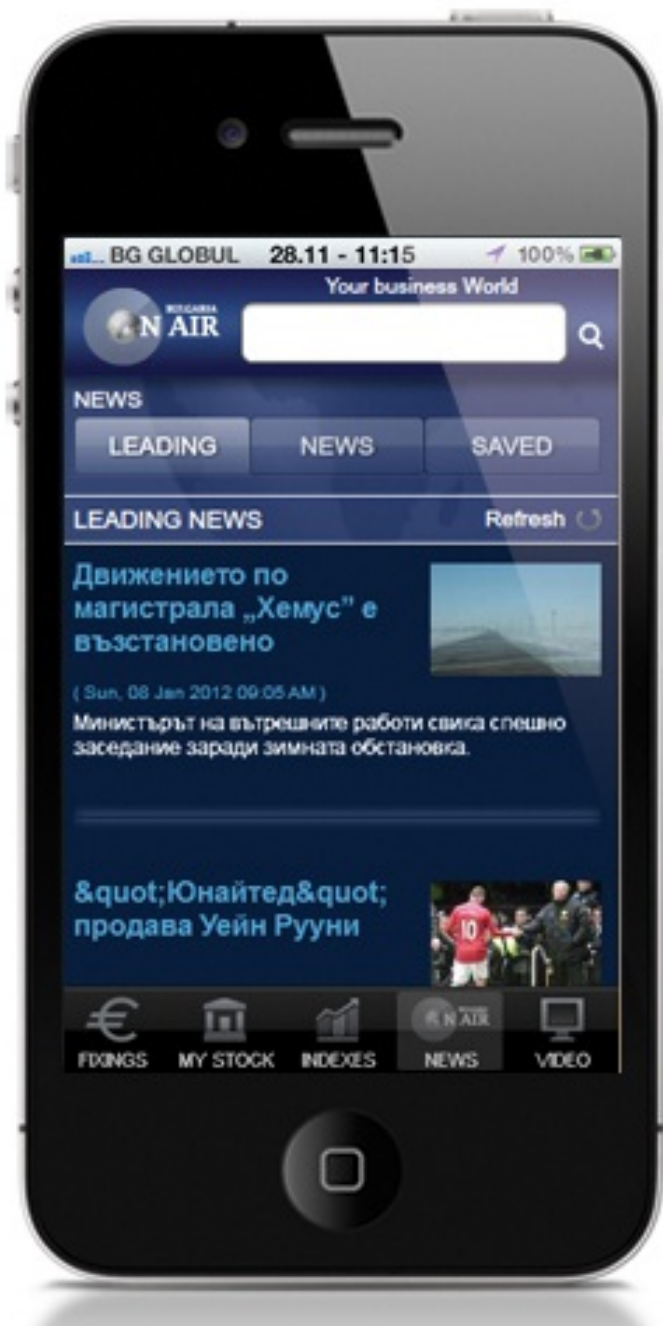 BG GLOBUL 28.11 - 11:15 100%
Your business World
BULGARIA
N AIR
NEWS
LEADING NEWS SAVED
LEADING NEWS Refresh
Движението по
магистрала „Хемус” е
възстановено
( Sun, 08 Jan 2012 09:05 AM )
Министърът на вътрешните работи свика спешно
заседание заради зимната обстановка.
&quot;Юнайтед&quot;
продава Уейн Рууни
10
N AIR
FIXINGS MY STOCK INDEXES NEWS VIDEO